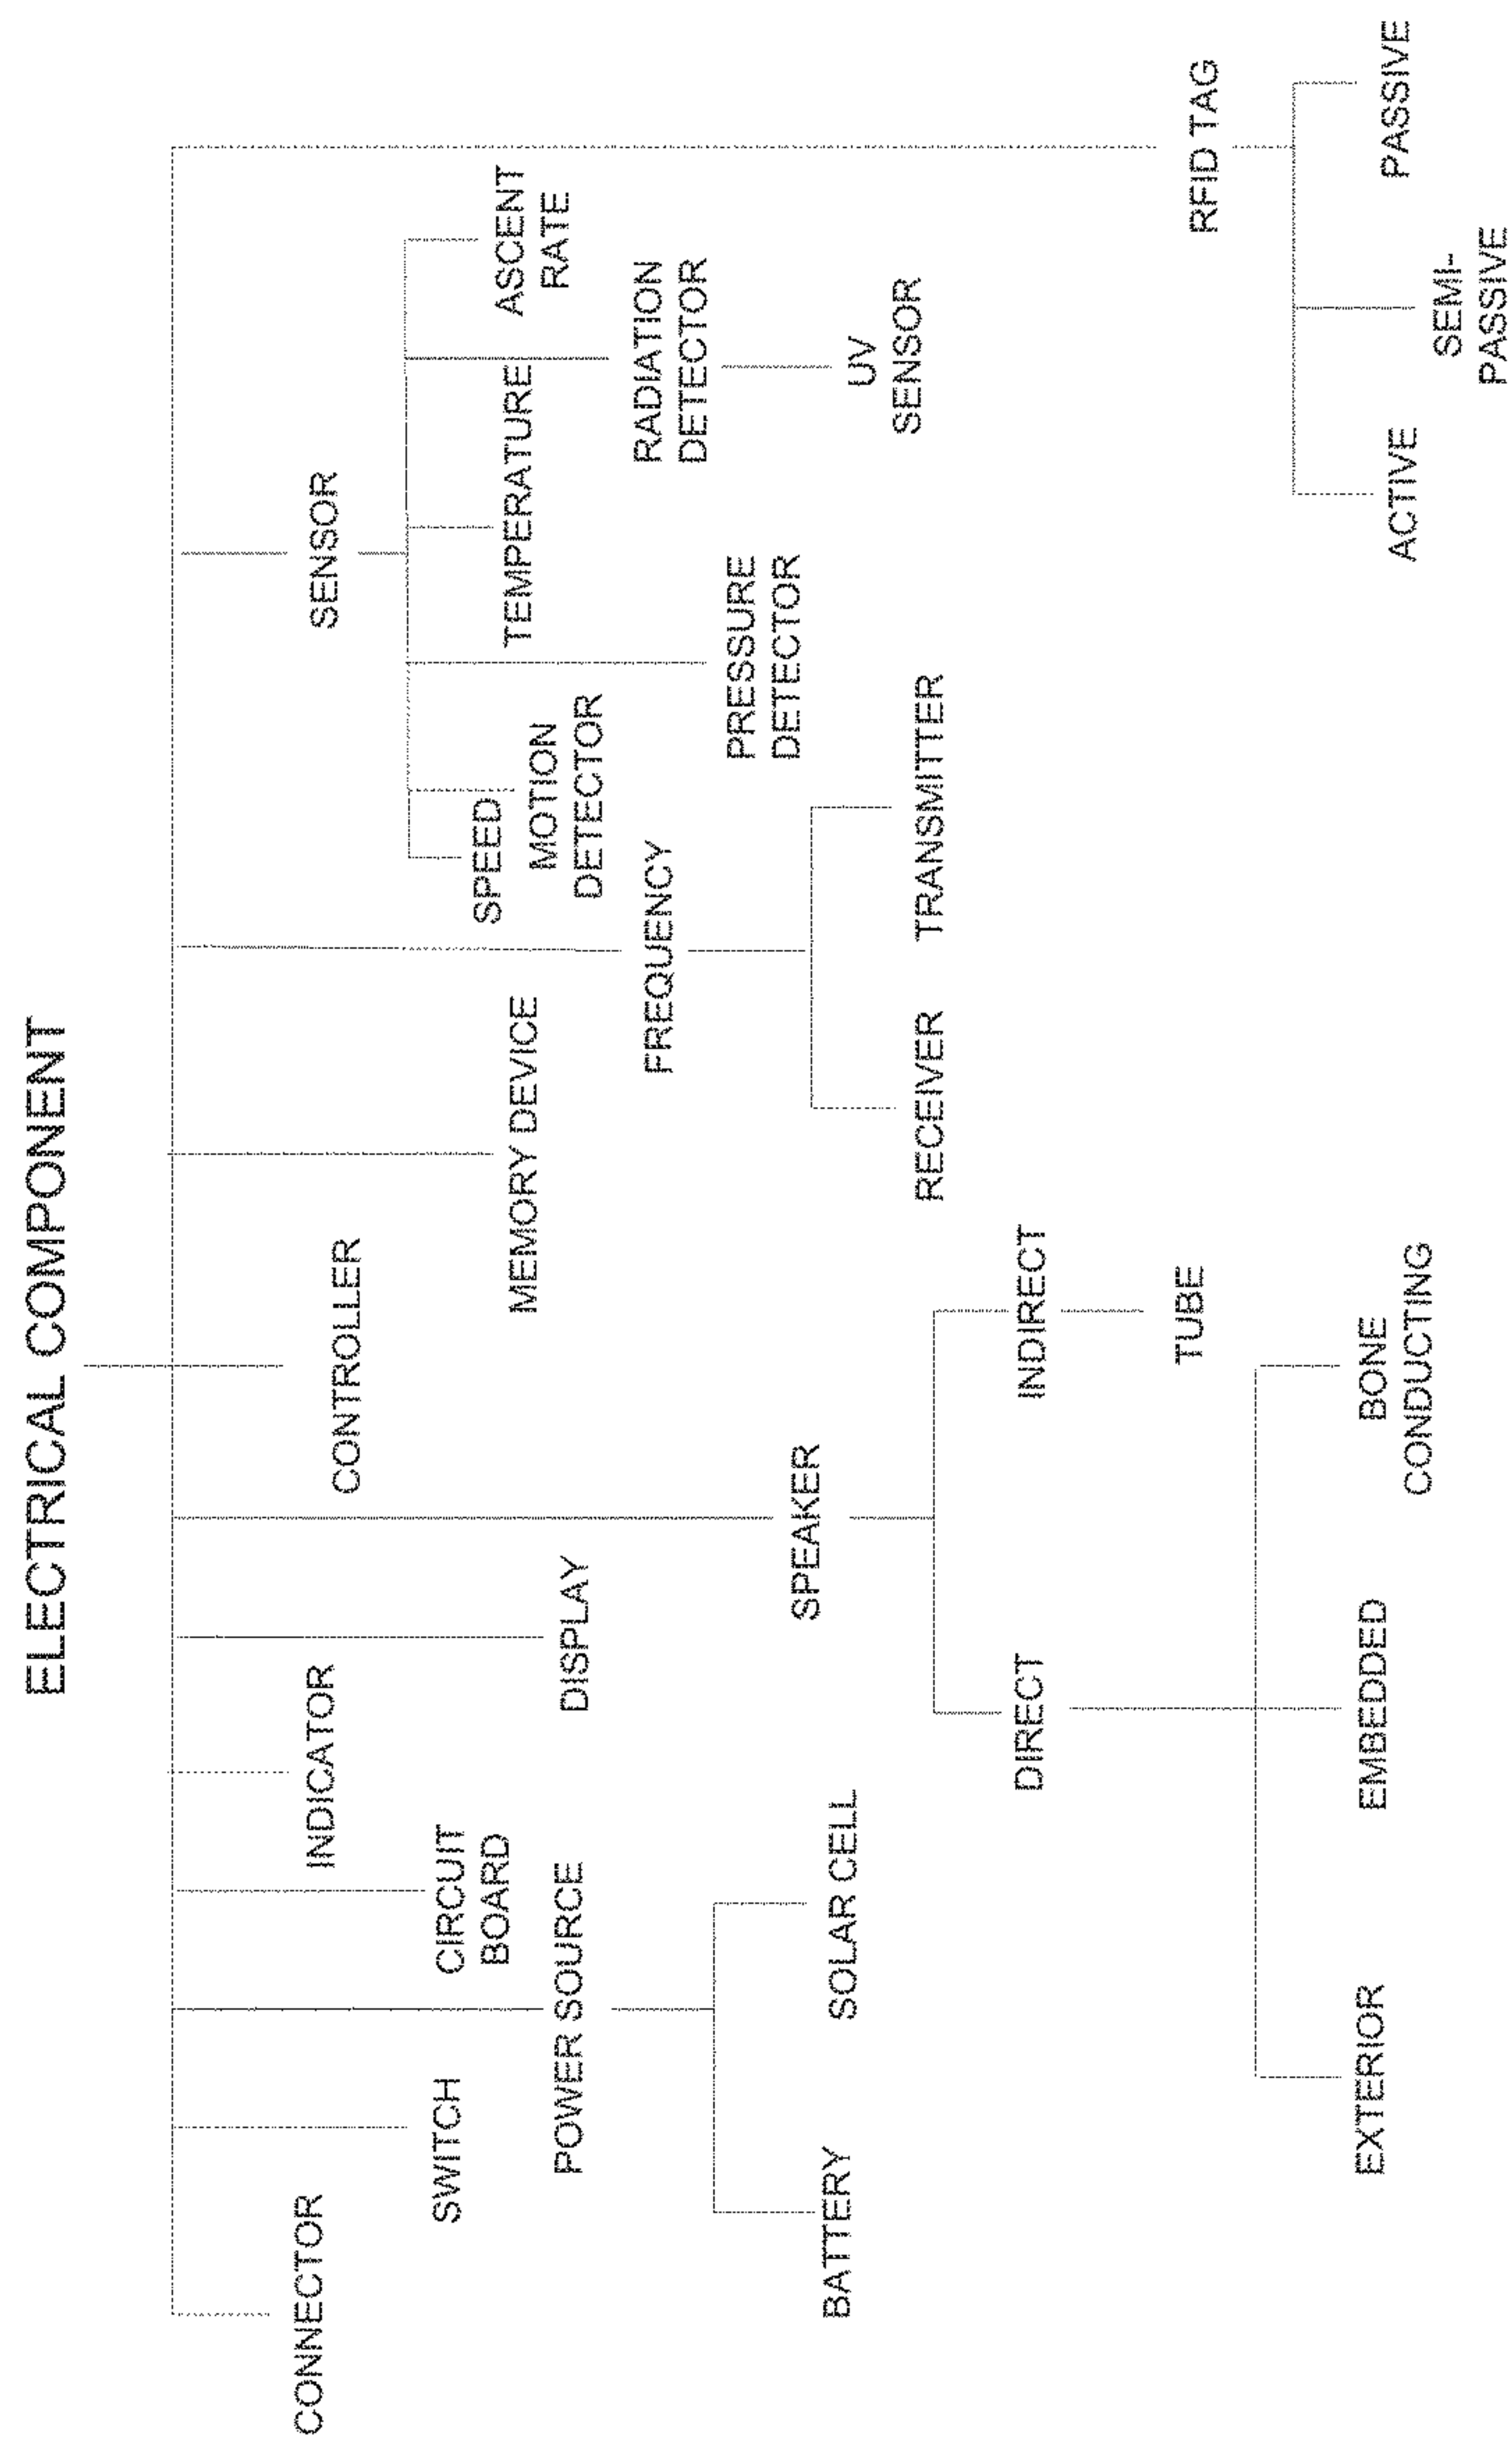 ELECTRICAL COMPONENT
CONNECTOR
SWITCH
POWER SOURCE
BATTERY
SOLAR CELL
CIRCUIT
BOARD
INDICATOR
DISPLAY
SPEAKER
DIRECT
EXTERIOR
EMBEDDED
BONE
CONDUCTING
INDIRECT
TUBE
CONTROLLER
MEMORY DEVICE
FREQUENCY
RECEIVER
TRANSMITTER
SENSOR
SPEED
MOTION
DETECTOR
PRESSURE
DETECTOR
TEMPERATURE
RADIATION
DETECTOR
UV
SENSOR
ASCENT
RATE
RFID TAG
ACTIVE
SEMI-
PASSIVE
PASSIVE